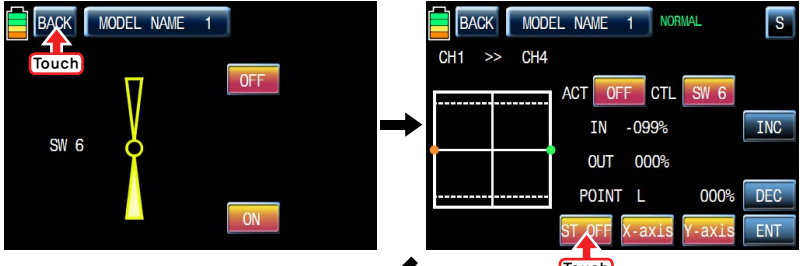 BACK MODEL NAME 1
Touch
OFF
SW 6
ON
BACK MODEL NAME 1 NORMAL S
CH1 >> CH4
ACT OFF CTL SW 6
IN -099% INC
OUT 000%
POINT L 000% DEC
ST OFF X-axis Y-axis ENT
Touch